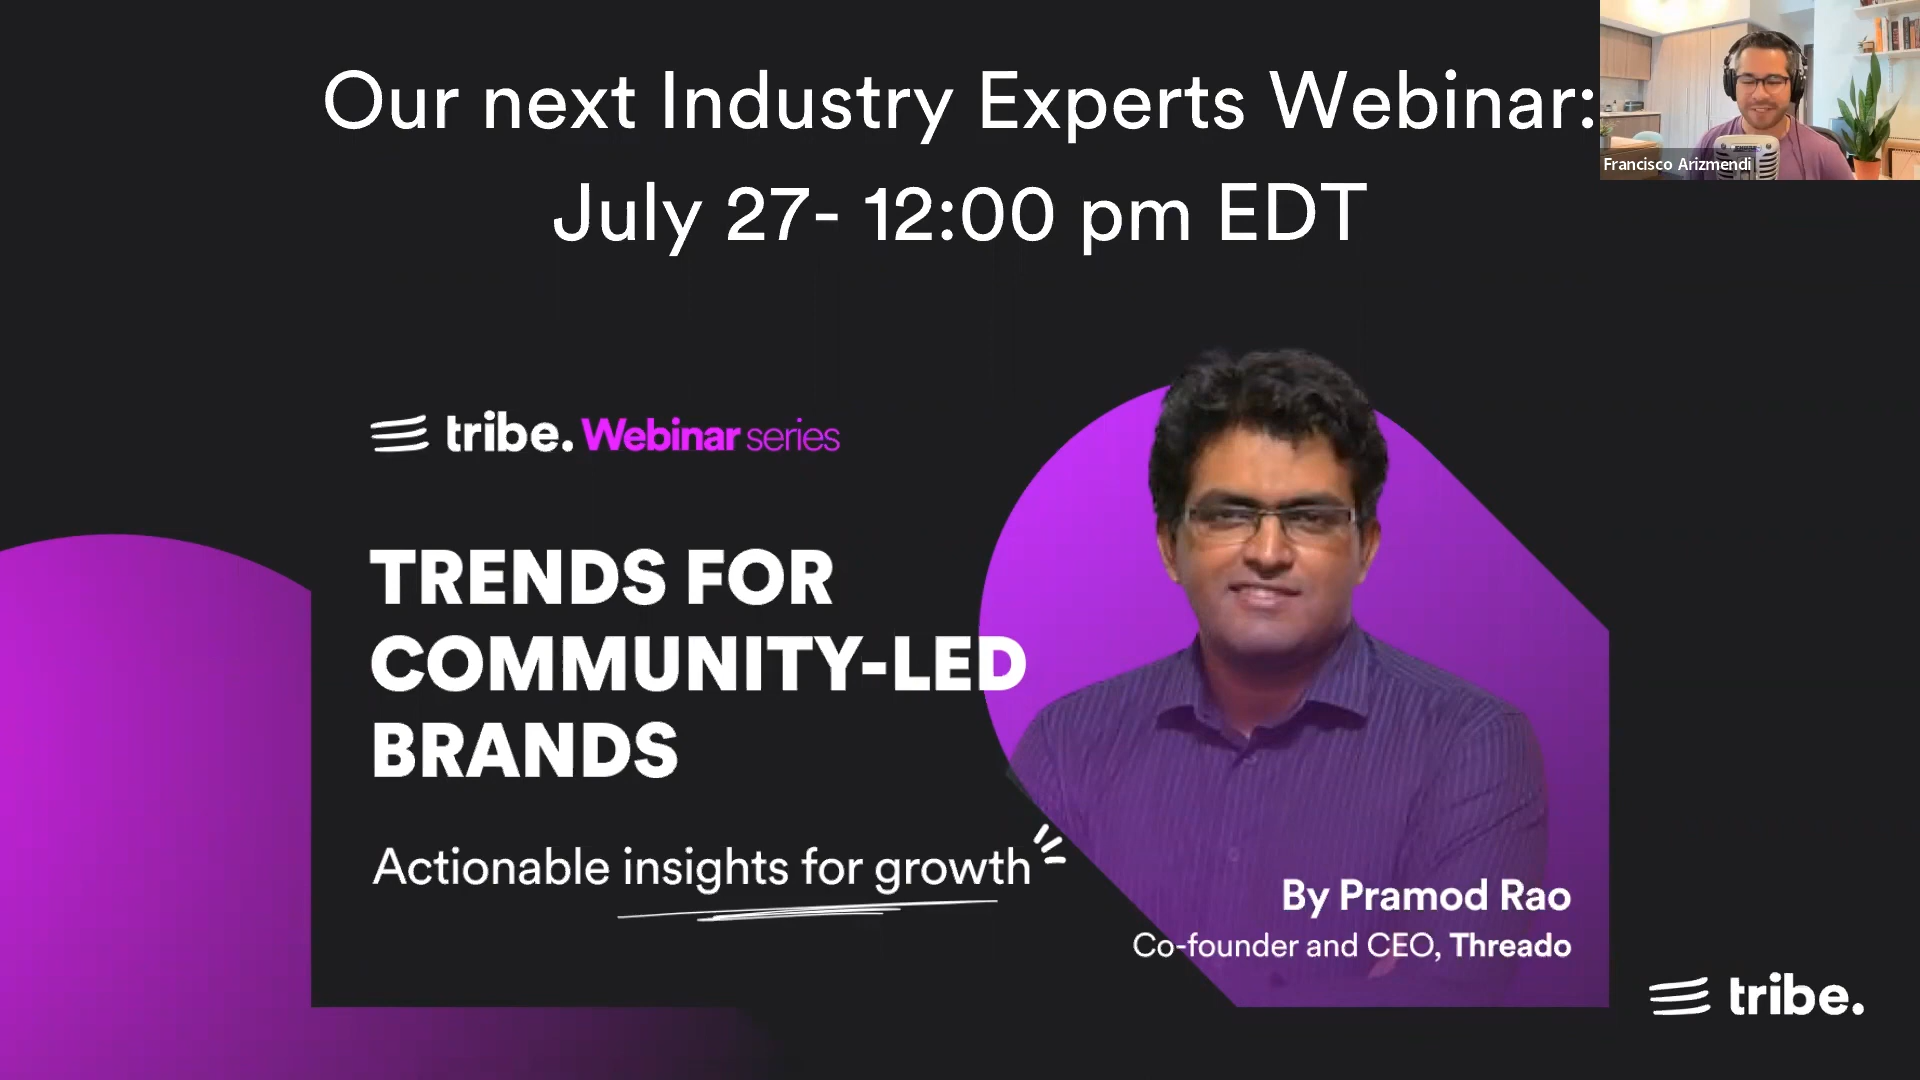 Our next Industry Experts Webinar:
July 27- 12:00 pm EDT
Francisco Arizmendi
tribe. Webinar series
TRENDS FOR
COMMUNITY-LED
BRANDS
Actionable insights for growth
By Pramod Rao
Co-founder and CEO, Threado
tribe.